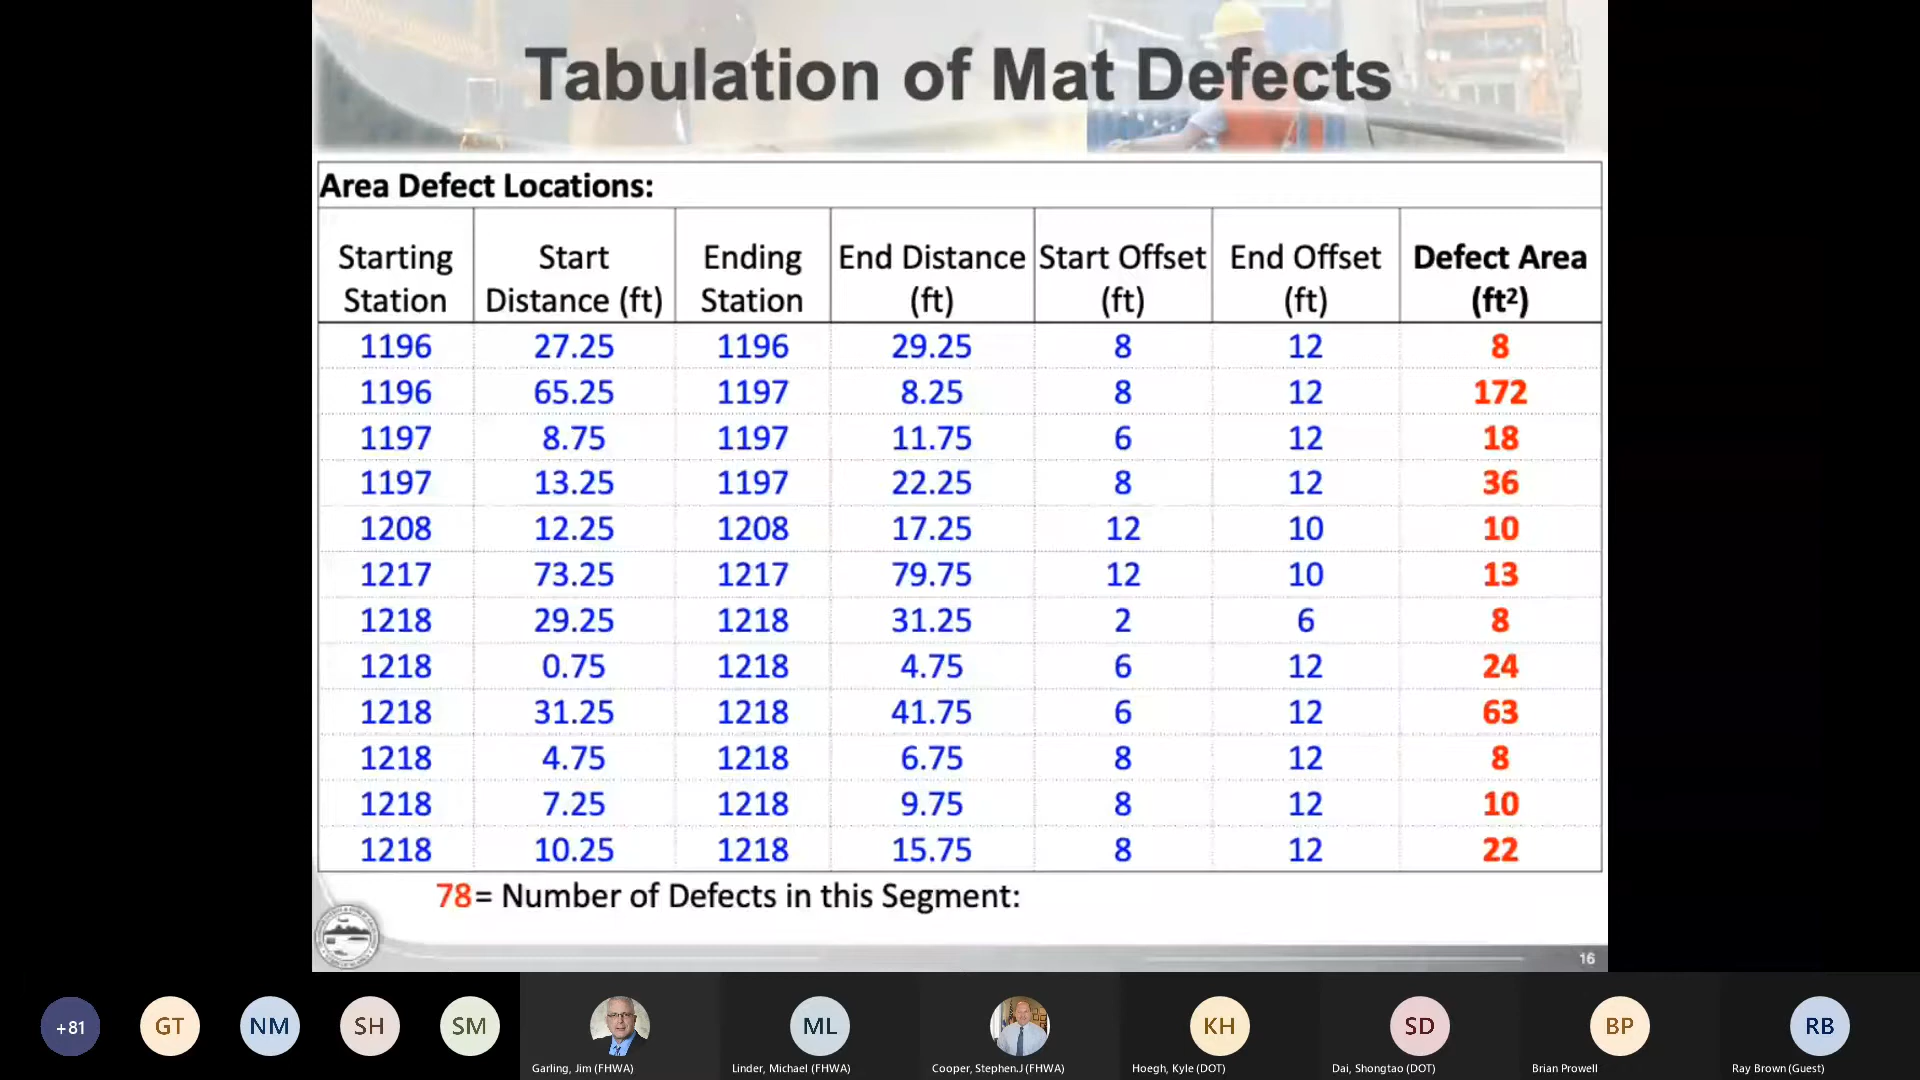 Tabulation of Mat Defects
Area Defect Locations:
Starting Station Start Distance (ft) Ending Station End Distance (ft) Start Offset (ft) End Offset (ft) Defect Area (ft²)
1196 27.25 1196 29.25 8 12 8
1196 65.25 1197 8.25 8 12 172
1197 8.75 1197 11.75 6 12 18
1197 13.25 1197 22.25 8 12 36
1208 12.25 1208 17.25 12 10 10
1217 73.25 1217 79.75 12 10 13
1218 29.25 1218 31.25 2 6 8
1218 0.75 1218 4.75 6 12 24
1218 31.25 1218 41.75 6 12 63
1218 4.75 1218 6.75 8 12 8
1218 7.25 1218 9.75 8 12 10
1218 10.25 1218 15.75 8 12 22
78= Number of Defects in this Segment:
16
+81 GT NM SH SM ML KH SD BP RB
Garling, Jim (FHWA) Linder, Michael (FHWA) Cooper, Stephen.J (FHWA) Hoegh, Kyle (DOT) Dai, Shongtao (DOT) Brian Prowell Ray Brown (Guest)